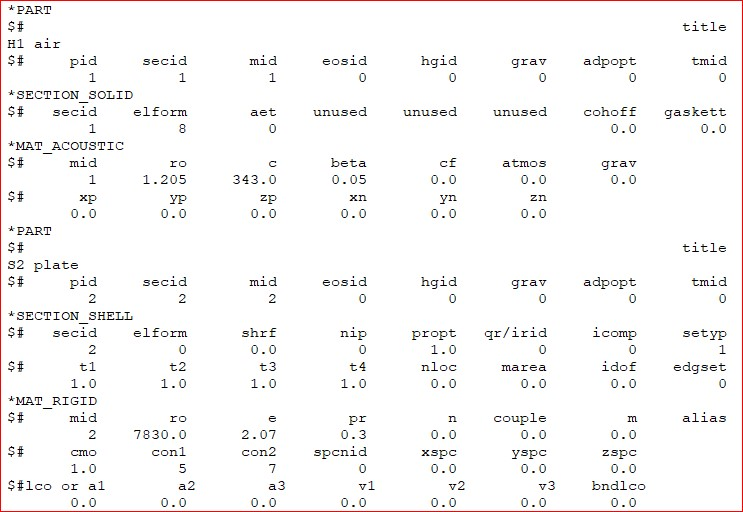 *PART
$# title
H1 air
$# pid secid mid eosid hgid grav adpopt tmid
1 1 1 0 0 0 0 0
*SECTION_SOLID
$# secid elform aet unused unused unused cohoff gaskett
1 8 0 0.0 0.0
*MAT_ACOUSTIC
$# mid ro c beta cf atmos grav
1 1.205 343.0 0.05 0.0 0.0 0.0
$# xp yp zp xn yn zn
0.0 0.0 0.0 0.0 0.0 0.0
*PART
$# title
S2 plate
$# pid secid mid eosid hgid grav adpopt tmid
2 2 2 0 0 0 0 0
*SECTION_SHELL
$# secid elform shrf nip propt qr/irid icomp setyp
2 0 0.0 0 1.0 0 0 1
$# t1 t2 t3 t4 nloc marea idof edgset
1.0 1.0 1.0 1.0 0.0 0.0 0.0 0
*MAT_RIGID
$# mid ro e pr n couple m alias
2 7830.0 2.07 0.3 0.0 0.0 0.0
$# cmo con1 con2 spcnid xspc yspc zspc
1.0 5 7 0 0.0 0.0 0.0
$#lco or a1 a2 a3 v1 v2 v3 bndlco
0.0 0.0 0.0 0.0 0.0 0.0 0.0